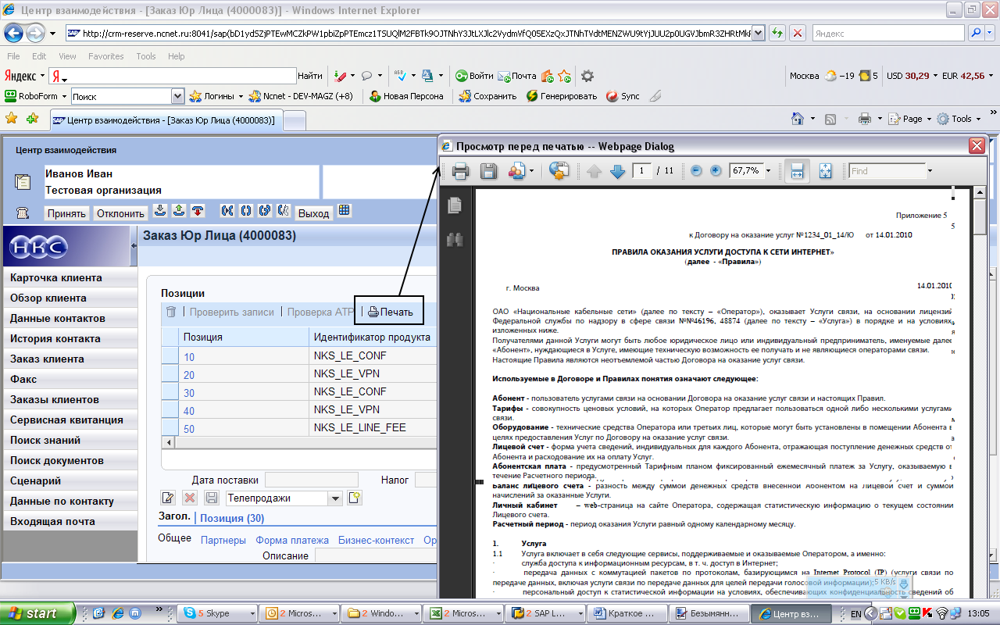 Центр взаимодействия - [Заказ Юр Лица (4000083)] - Windows Internet Explorer
Яндекс
File Edit View Favorites Tools Help
Яндекс Я Найти Войти Почта Москва −19 5 USD 30,29 EUR 42,56
RoboForm Поиск Логины Ncnet - DEV-MAGZ (+8) Новая Персона Сохранить Генерировать Sync
Центр взаимодействия - [Заказ Юр Лица (4000083)] Page Tools
Центр взаимодействия
Иванов Иван
Тестовая организация
Принять Отклонить Выход
Заказ Юр Лица (4000083)
НКС
Карточка клиента
Обзор клиента
Данные контактов
История контакта
Заказ клиента
Факс
Заказы клиентов
Сервисная квитанция
Поиск знаний
Поиск документов
Сценарий
Данные по контакту
Входящая почта
Позиции
Проверить записи Проверка ATP Печать
Позиция Идентификатор продукта
10 NKS_LE_CONF
20 NKS_LE_VPN
30 NKS_LE_CONF
40 NKS_LE_VPN
50 NKS_LE_LINE_FEE
Дата поставки Налог
Телепродажи
Загол. Позиция (30)
Общее Партнеры Форма платежа Бизнес-контекст Ор
Описание
Просмотр перед печатью -- Webpage Dialog
1 / 11 67,7% Find
Приложение 5
5
к Договору на оказание услуг №1234_01_14/Ю от 14.01.2010
ПРАВИЛА ОКАЗАНИЯ УСЛУГИ ДОСТУПА К СЕТИ ИНТЕРНЕТ»
(далее - «Правила»)
г. Москва 14.01.2010
ОАО «Национальные кабельные сети» (далее по тексту – «Оператор»), оказывает Услуги связи, на основании лицензий
Федеральной службы по надзору в сфере связи №№46196, 48874 (далее по тексту – «Услуга») в порядке и на условиях,
изложенных ниже.
Получателями данной Услуги могут быть любое юридическое лицо или индивидуальный предприниматель, именуемые далее
«Абонент», нуждающиеся в Услуге, имеющие техническую возможность ее получать и не являющиеся операторами связи.
Настоящие Правила являются неотъемлемой частью Договора на оказание услуг связи.
Используемые в Договоре и Правилах понятия означают следующее:
Абонент - пользователь услугами связи на основании Договора на оказание услуг связи и настоящих Правил.
Тарифы - совокупность ценовых условий, на которых Оператор предлагает пользоваться одной либо несколькими услугами
связи.
Оборудование - технические средства Оператора или третьих лиц, которые могут быть установлены в помещении Абонента в
целях предоставления Услуг по Договору на оказание услуг связи.
Лицевой счет - форма учета сведений, индивидуальных для каждого Абонента, отражающая поступление денежных средств от
Абонента и расходование их на оплату Услуг.
Абонентская плата - предусмотренный Тарифным планом фиксированный ежемесячный платеж за Услугу, оказываемую в
течение Расчетного периода.
Баланс лицевого счета - разность между суммой денежных средств внесенной Абонентом на Лицевой счет и суммой
начислений за оказанные Услуги.
Личный кабинет – web-страница на сайте Оператора, содержащая статистическую информацию о текущем состоянии
Лицевого счета.
Расчетный период - период оказания Услуги равный одному календарному месяцу.
1. Услуга
1.1 Услуга включает в себя следующие сервисы, поддерживаемые и оказываемые Оператором, а именно:
· служба доступа к информационным ресурсам, в т. ч. доступ в Интернет;
· передача данных с коммутацией пакетов по протоколам, базирующимся на Internet Protocol (IP) (услуги связи по
передаче данных, включая услуги связи по передаче данных для целей передачи голосовой информации);
· персональный доступ к статистической информации на условиях, обеспечивающих конфиденциальность сведений об
5 KB/s
start 5 Skype 2 Micros... 2 Windo... 2 Micros... 2 SAP L... Краткое ... Безымянн... Центр вз... EN 13:05